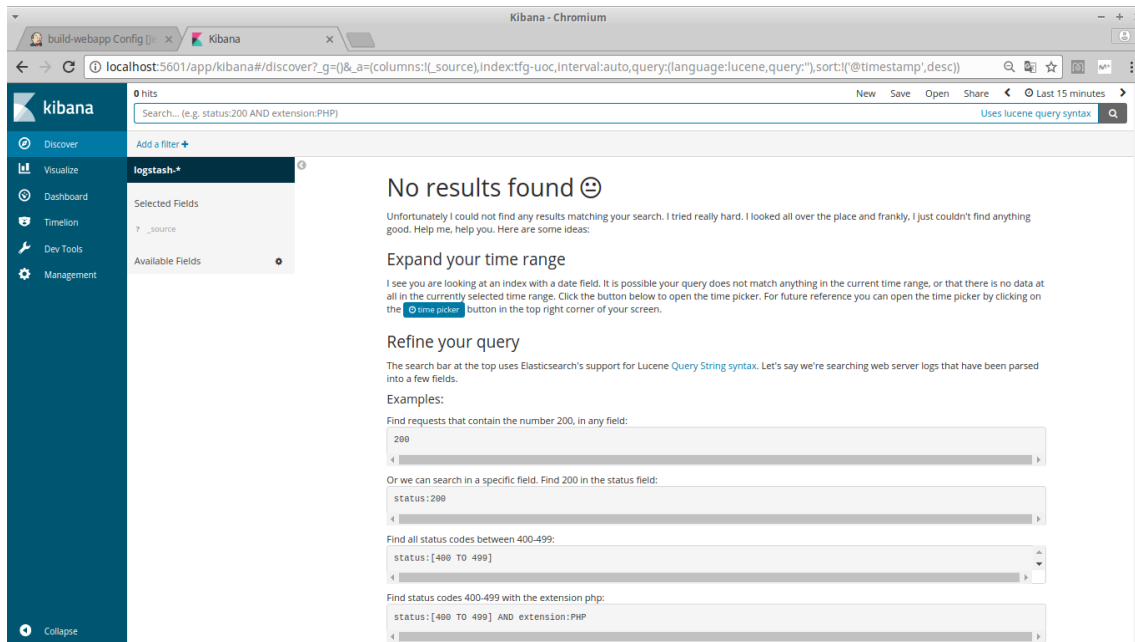 Kibana - Chromium
build-webapp Config [Je
Kibana
localhost:5601/app/kibana#/discover?_g=()&_a=(columns:!(_source),index:tfg-uoc,interval:auto,query:(language:lucene,query:''),sort:!('@timestamp',desc))
kibana
Discover
Visualize
Dashboard
Timelion
Dev Tools
Management
Collapse
0 hits
New Save Open Share Last 15 minutes
Search... (e.g. status:200 AND extension:PHP)
Uses lucene query syntax
Add a filter +
logstash-*
Selected Fields
? _source
Available Fields
No results found
Unfortunately I could not find any results matching your search. I tried really hard. I looked all over the place and frankly, I just couldn't find anything
good. Help me, help you. Here are some ideas:
Expand your time range
I see you are looking at an index with a date field. It is possible your query does not match anything in the current time range, or that there is no data at
all in the currently selected time range. Click the button below to open the time picker. For future reference you can open the time picker by clicking on
the time picker button in the top right corner of your screen.
Refine your query
The search bar at the top uses Elasticsearch's support for Lucene Query String syntax. Let's say we're searching web server logs that have been parsed
into a few fields.
Examples:
Find requests that contain the number 200, in any field:
200
Or we can search in a specific field. Find 200 in the status field:
status:200
Find all status codes between 400-499:
status:[400 TO 499]
Find status codes 400-499 with the extension php:
status:[400 TO 499] AND extension:PHP